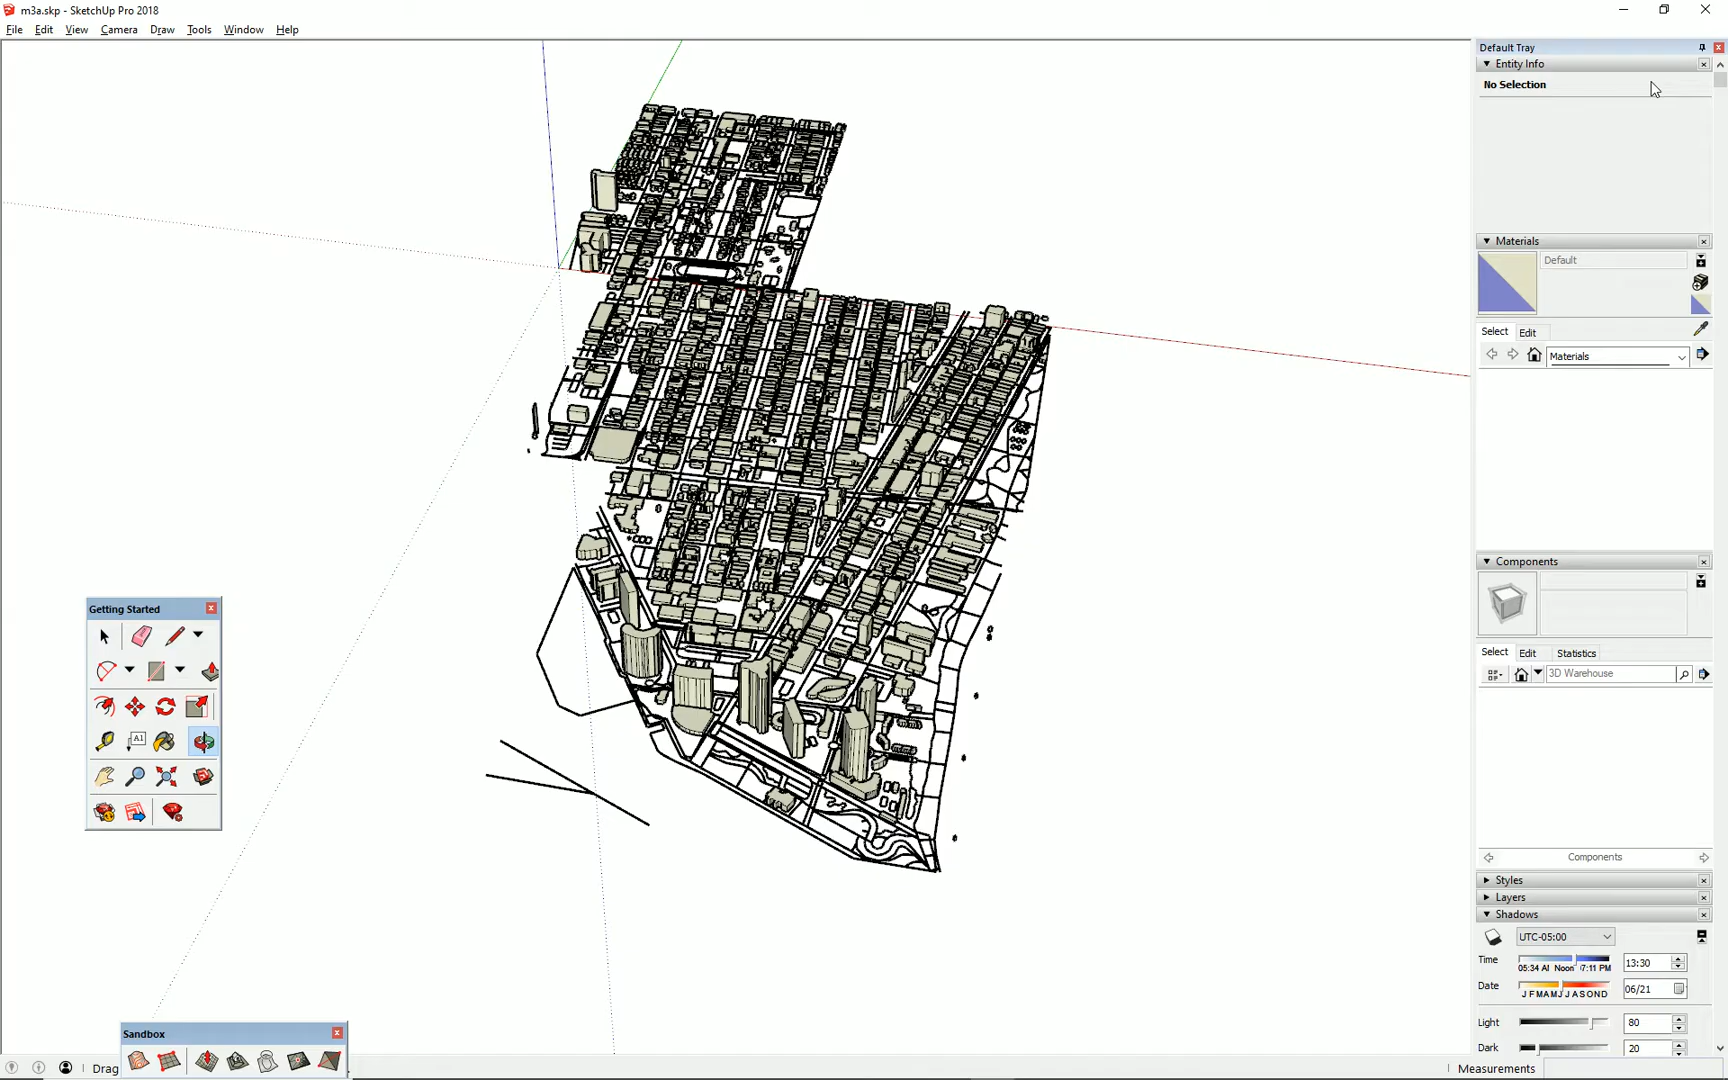 m3a.skp - SketchUp Pro 2018
File Edit View Camera Draw Tools Window Help
Default Tray
Entity Info
No Selection
Materials
Default
Select Edit
Materials
Components
Select Edit Statistics
3D Warehouse
Components
Styles
Layers
Shadows
UTC-05:00
Time
13:30
05:34 AM Noon 07:11 PM
Date
06/21
J F M A M J J A S O N D
Light 80
Dark 20
Getting Started
A1
Sandbox
Drag
Measurements